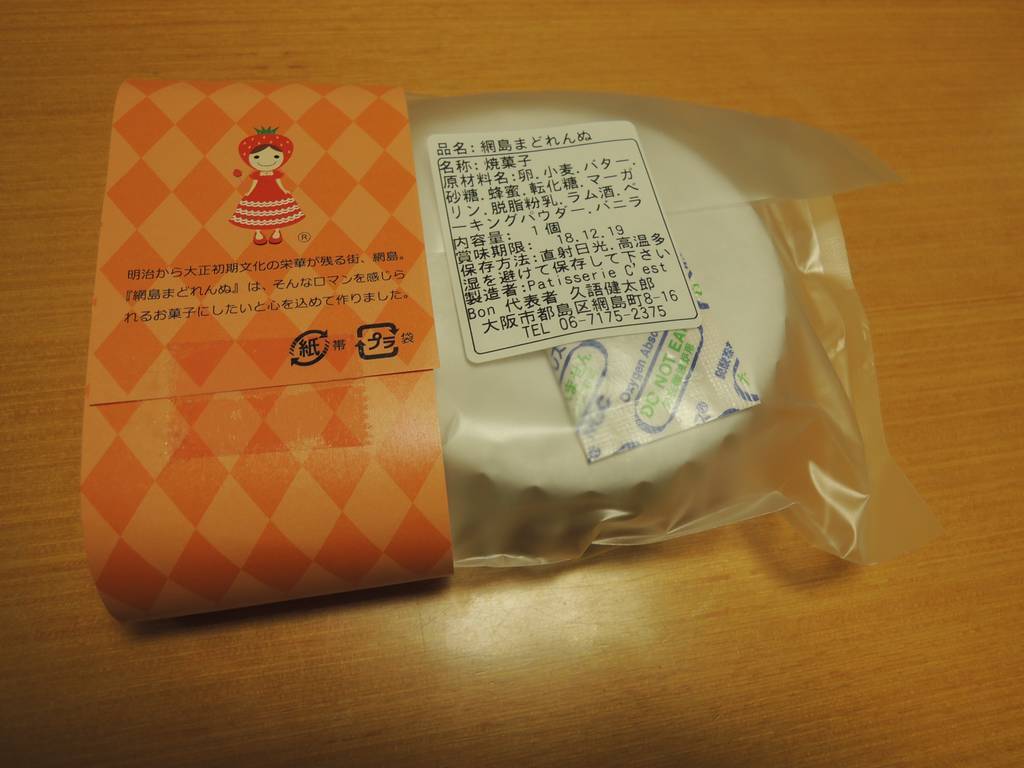 ®
明治から大正初期文化の栄華が残る街、網島。
『網島まどれんぬ』は、そんなロマンを感じら
れるお菓子にしたいと心を込めて作りました。
紙 帯 プラ 袋
品名: 網島まどれんぬ
名称: 焼菓子
原材料名:卵.小麦.バター.
砂糖.蜂蜜.転化糖.マーガ
リン.脱脂粉乳.ラム酒.ベ
ーキングパウダー.バニラ
内容量: 1個
賞味期限: 18.12.19
保存方法:直射日光.高温多
湿を避けて保存して下さい
製造者:Patisserie C'est
Bon 代表者 久語健太郎
大阪市都島区網島町8-16
TEL 06-7175-2375
ません
Oxygen Abso
DO NOT EA